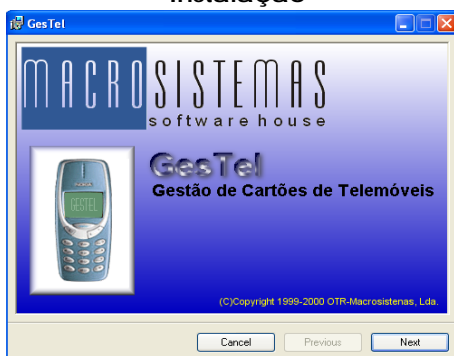 Instalação
GesTel
MACROSISTEMAS
software house
NOKIA
GESTEL
GesTel
Gestão de Cartões de Telemóveis
(C)Copyright 1999-2000 OTR-Macrosistenas, Lda.
Cancel Previous Next